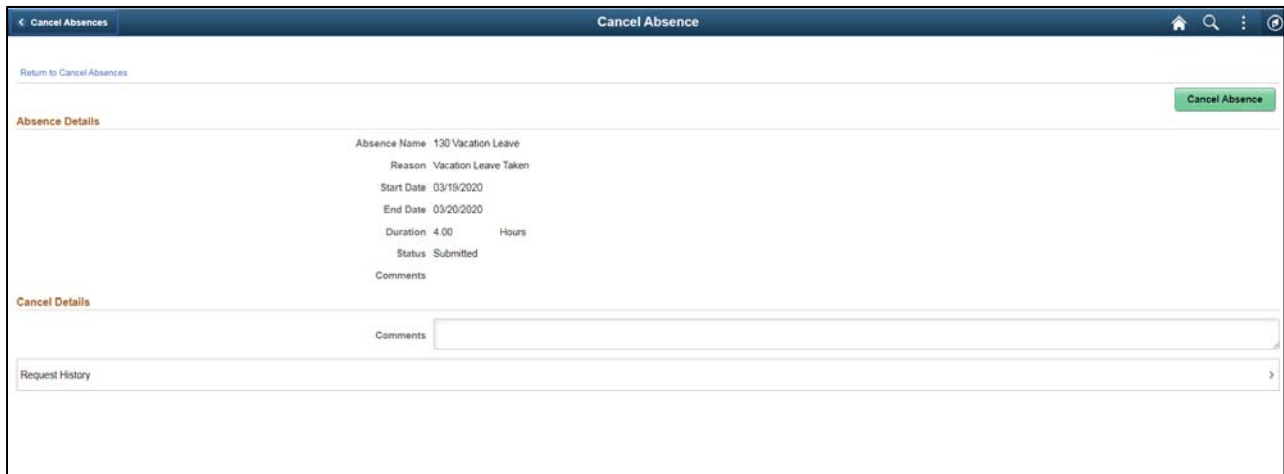 Cancel Absences
Cancel Absence
Return to Cancel Absences
Cancel Absence
Absence Details
Absence Name 130 Vacation Leave
Reason Vacation Leave Taken
Start Date 03/19/2020
End Date 03/20/2020
Duration 4.00 Hours
Status Submitted
Comments
Cancel Details
Comments
Request History